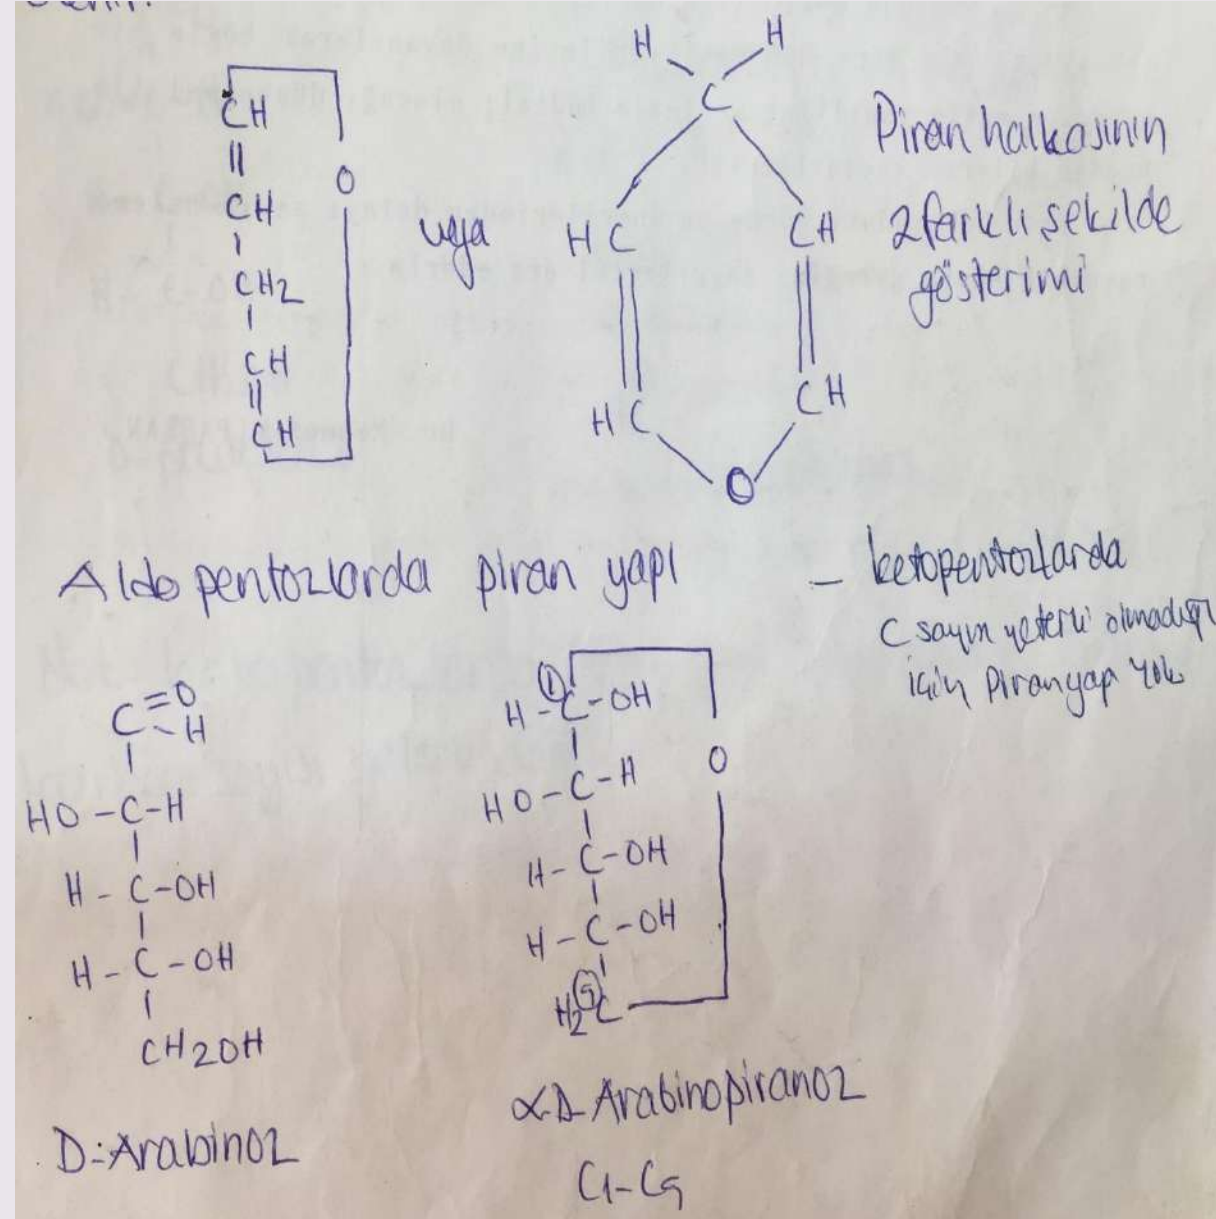 CH
||
CH
|
CH2
|
CH
||
CH
O
veya
H H
C
HC CH
HC CH
O
Piran halkasının
2 farklı şekilde
gösterimi
Aldopentozlarda piran yapı
- ketopentozlarda
C sayısı yeterli olmadığı
için Piran yapı yok
C=O
-H
|
HO-C-H
|
H-C-OH
|
H-C-OH
|
CH2OH
D-Arabinoz
①
H-C-OH
|
HO-C-H
|
H-C-OH
|
H-C-OH
|
⑤
H2C
O
α-D-Arabinopiranoz
C1-C5